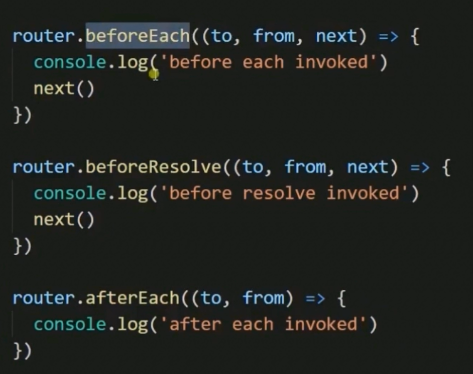 router.beforeEach((to, from, next) => {
  console.log('before each invoked')
  next()
})
router.beforeResolve((to, from, next) => {
  console.log('before resolve invoked')
  next()
})
router.afterEach((to, from) => {
  console.log('after each invoked')
})